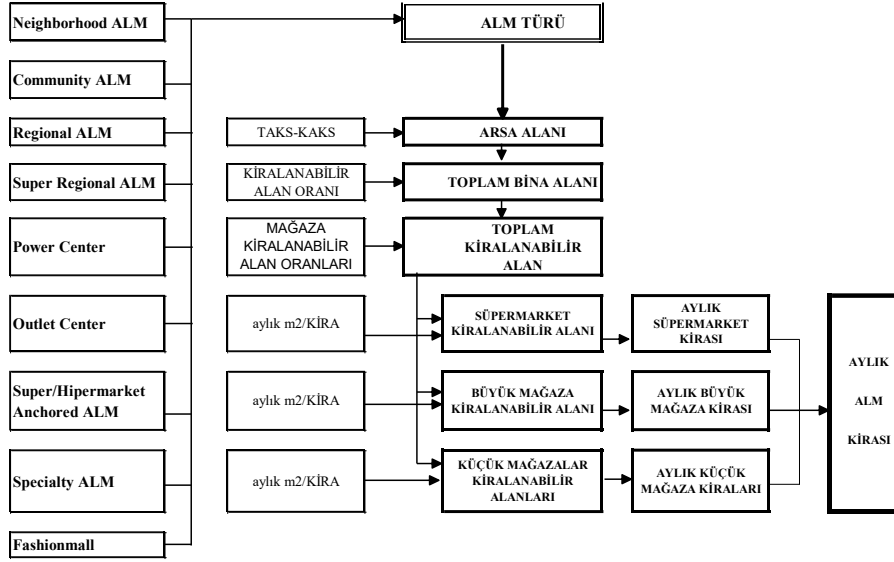 Neighborhood ALM
ALM TÜRÜ
Community ALM
Regional ALM
TAKS-KAKS
ARSA ALANI
Super Regional ALM
KİRALANABİLİR
ALAN ORANI
TOPLAM BİNA ALANI
Power Center
MAĞAZA
KİRALANABİLİR
ALAN ORANLARI
TOPLAM
KİRALANABİLİR
ALAN
Outlet Center
aylık m2/KİRA
SÜPERMARKET
KİRALANABİLİR ALANI
AYLIK
SÜPERMARKET
KİRASI
Super/Hipermarket
Anchored ALM
aylık m2/KİRA
BÜYÜK MAĞAZA
KİRALANABİLİR ALANI
AYLIK BÜYÜK
MAĞAZA KİRASI
Specialty ALM
aylık m2/KİRA
KÜÇÜK MAĞAZALAR
KİRALANABİLİR
ALANLARI
AYLIK KÜÇÜK
MAĞAZA KİRALARI
AYLIK
ALM
KİRASI
Fashionmall